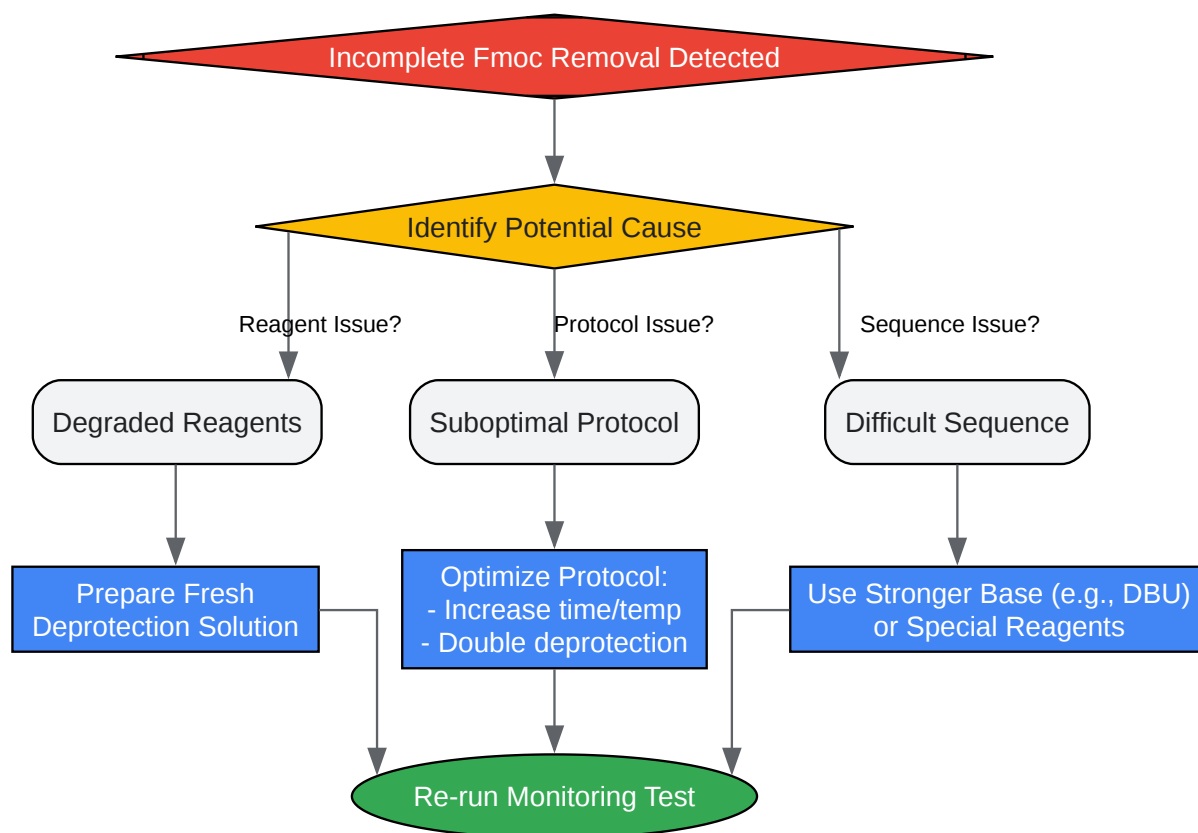 Incomplete Fmoc Removal Detected
Identify Potential Cause
Reagent Issue?
Protocol Issue?
Sequence Issue?
Degraded Reagents
Suboptimal Protocol
Difficult Sequence
Prepare Fresh
Deprotection Solution
Optimize Protocol:
- Increase time/temp
- Double deprotection
Use Stronger Base (e.g., DBU)
or Special Reagents
Re-run Monitoring Test